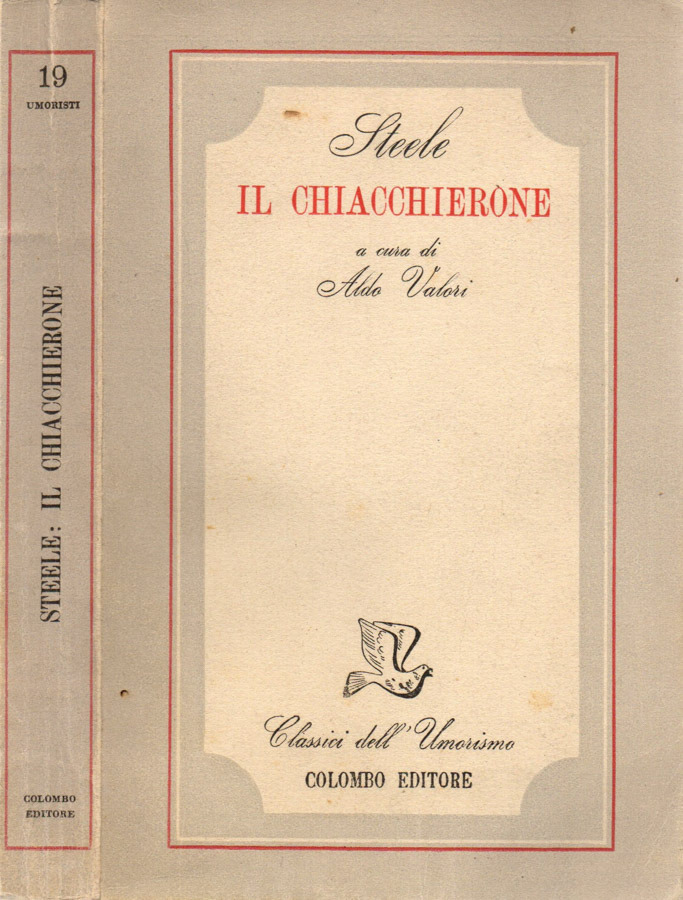 19
UMORISTI
STEELE: IL CHIACCHIERONE
COLOMBO
EDITORE
Steele
IL CHIACCHIERONE
a cura di
Aldo Valori
Classici dell'Umorismo
COLOMBO EDITORE